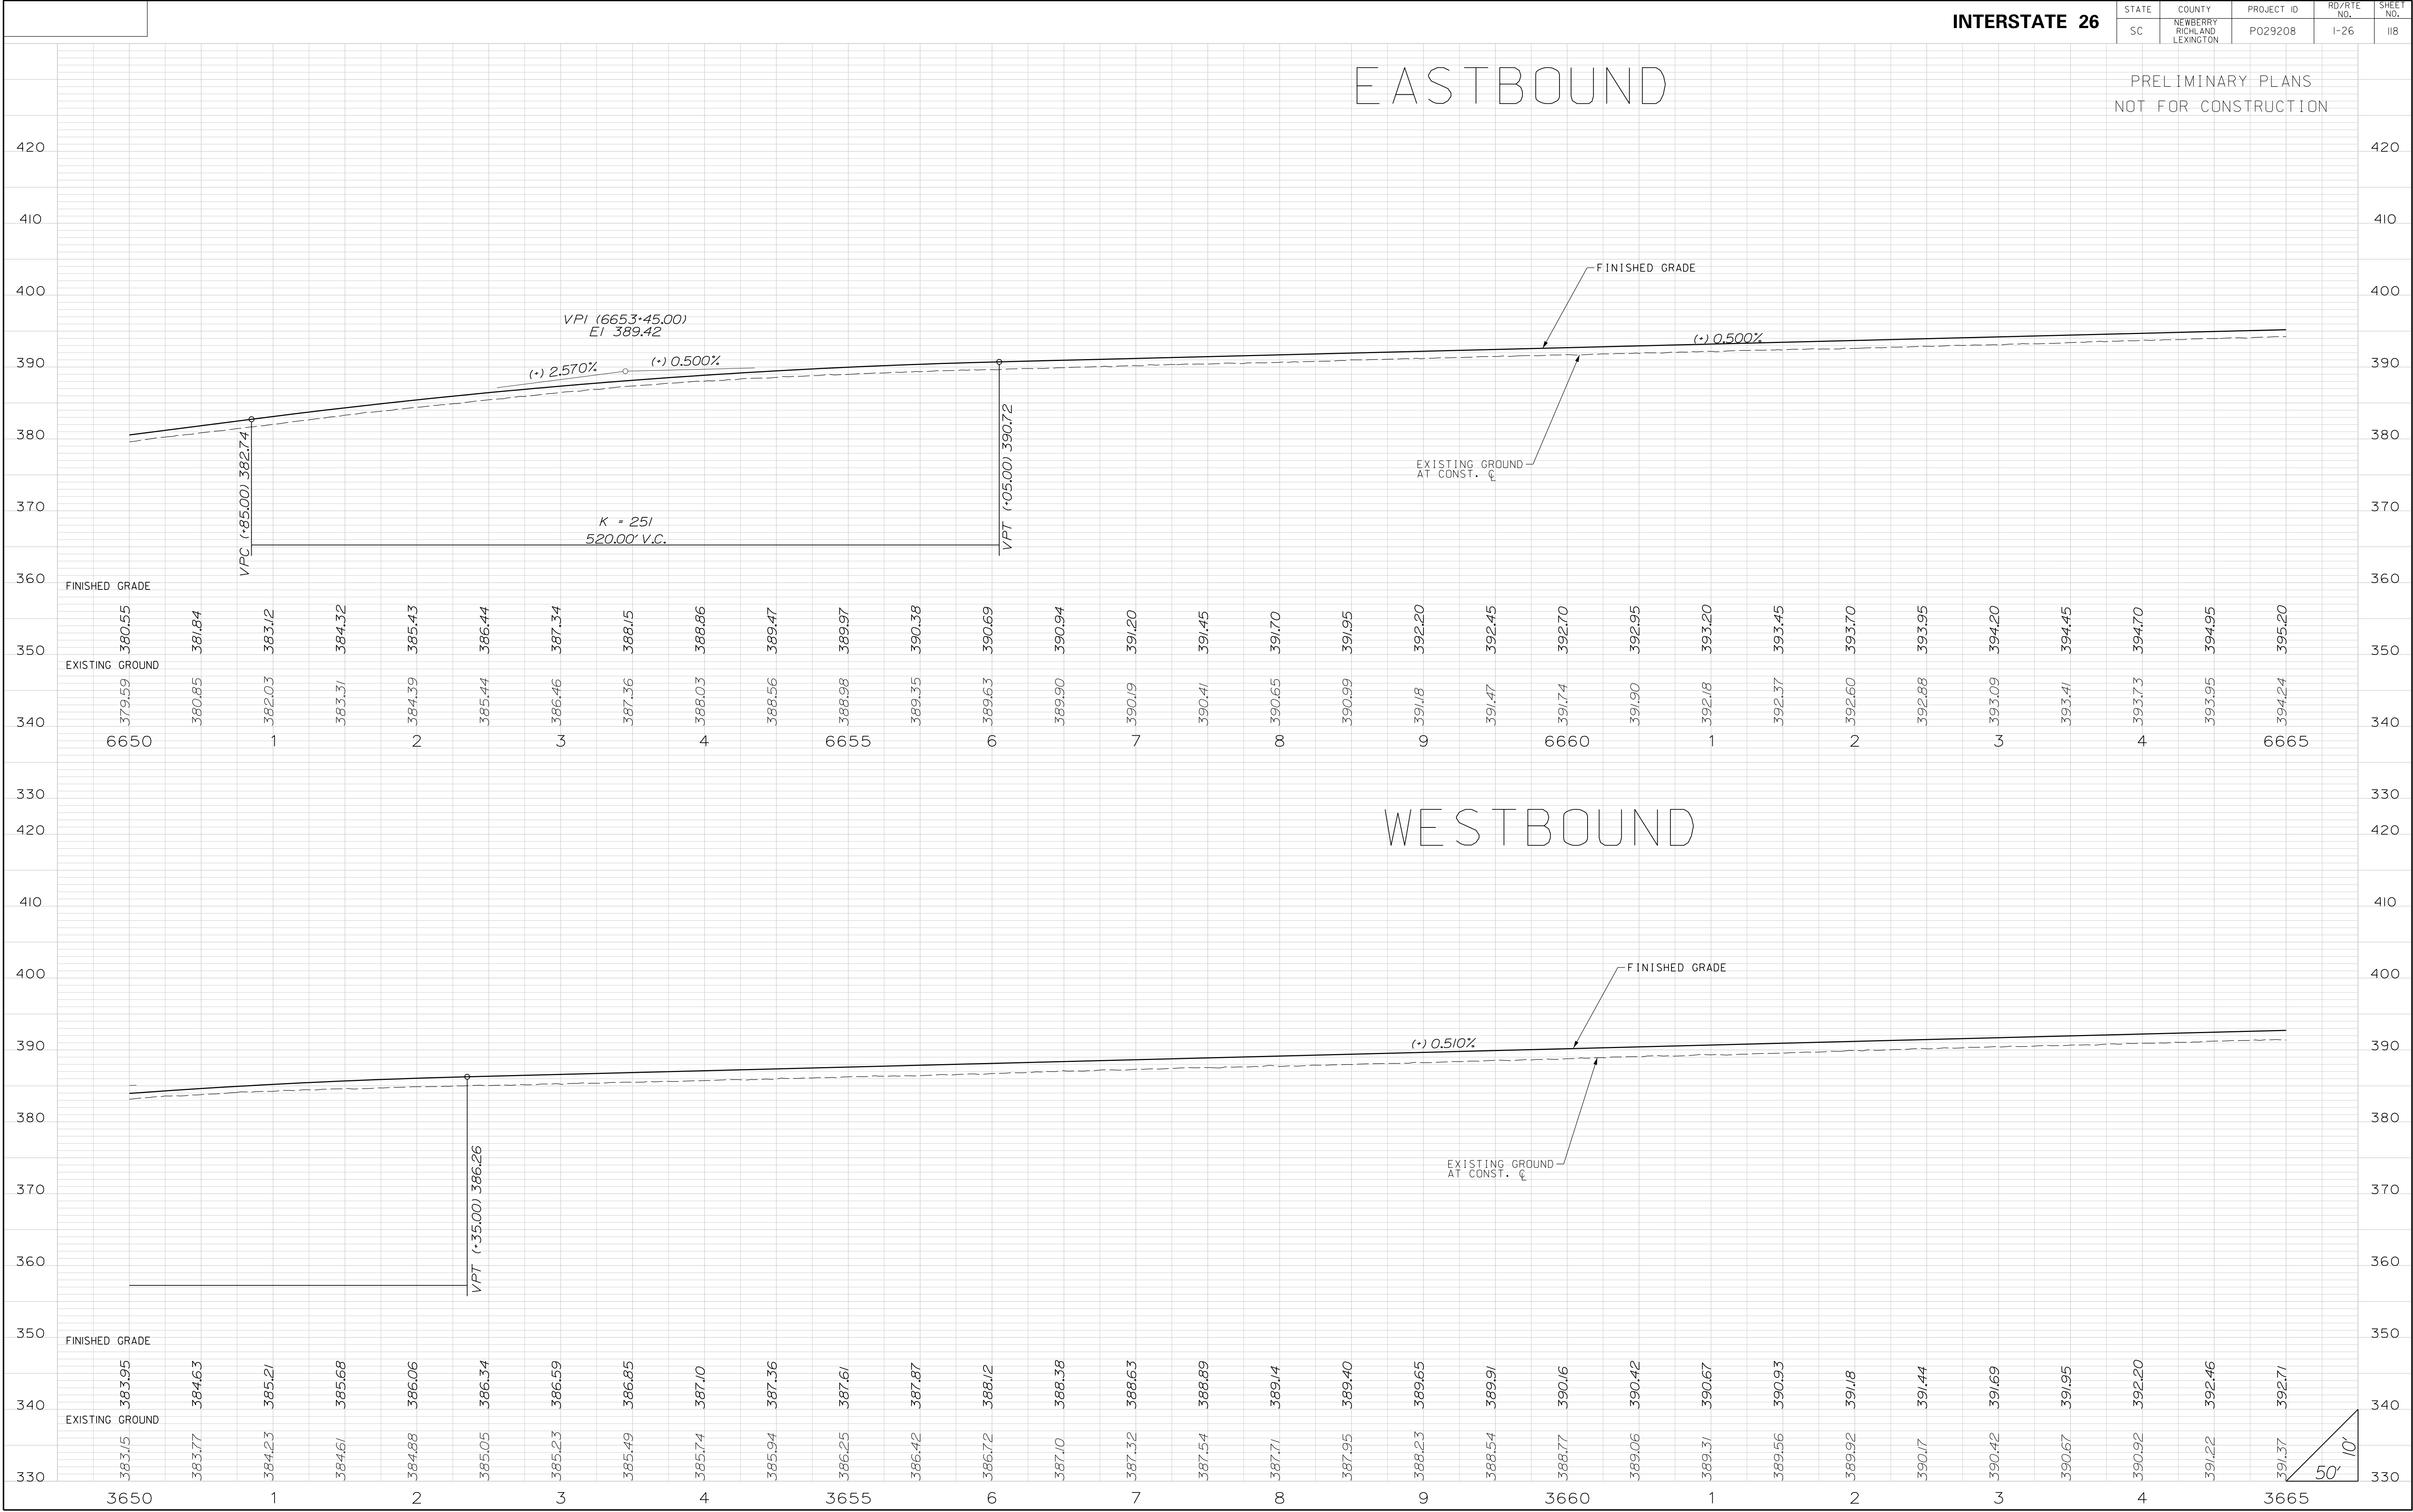 INTERSTATE 26
STATE COUNTY PROJECT ID RD/RTE NO. SHEET NO.
SC NEWBERRY RICHLAND LEXINGTON P029208 I-26 118
EASTBOUND
PRELIMINARY PLANS
NOT FOR CONSTRUCTION
420 420
410 410
FINISHED GRADE
400 400
VPI (6653+45.00)
El 389.42
(+) 0.500%
390 (+) 2.570% (+) 0.500% 390
380 380
VPC (+85.00) 382.74
VPT (+05.00) 390.72
EXISTING GROUND
AT CONST. ℄
370 370
K = 251
520.00' V.C.
360 360
FINISHED GRADE
380.55 381.84 383.12 384.32 385.43 386.44 387.34 388.15 388.86 389.47 389.97 390.38 390.69 390.94 391.20 391.45 391.70 391.95 392.20 392.45 392.70 392.95 393.20 393.45 393.70 393.95 394.20 394.45 394.70 394.95 395.20
350 350
EXISTING GROUND
379.59 380.85 382.03 383.31 384.39 385.44 386.46 387.36 388.03 388.56 388.98 389.35 389.63 389.90 390.19 390.41 390.65 390.99 391.18 391.47 391.74 391.90 392.18 392.37 392.60 392.88 393.09 393.41 393.73 393.95 394.24
340 340
6650 1 2 3 4 6655 6 7 8 9 6660 1 2 3 4 6665
330 330
WESTBOUND
420 420
410 410
400 FINISHED GRADE 400
390 (+) 0.510% 390
380 380
VPT (+35.00) 386.26
EXISTING GROUND
AT CONST. ℄
370 370
360 360
350 350
FINISHED GRADE
383.95 384.63 385.21 385.68 386.06 386.34 386.59 386.85 387.10 387.36 387.61 387.87 388.12 388.38 388.63 388.89 389.14 389.40 389.65 389.91 390.16 390.42 390.67 390.93 391.18 391.44 391.69 391.95 392.20 392.46 392.71
340 340
EXISTING GROUND
383.15 383.77 384.23 384.61 384.88 385.05 385.23 385.49 385.74 385.94 386.25 386.42 386.72 387.10 387.32 387.54 387.71 387.95 388.23 388.54 388.77 389.06 389.31 389.56 389.92 390.17 390.42 390.67 390.92 391.22 391.37
10'
50'
330 330
3650 1 2 3 4 3655 6 7 8 9 3660 1 2 3 4 3665